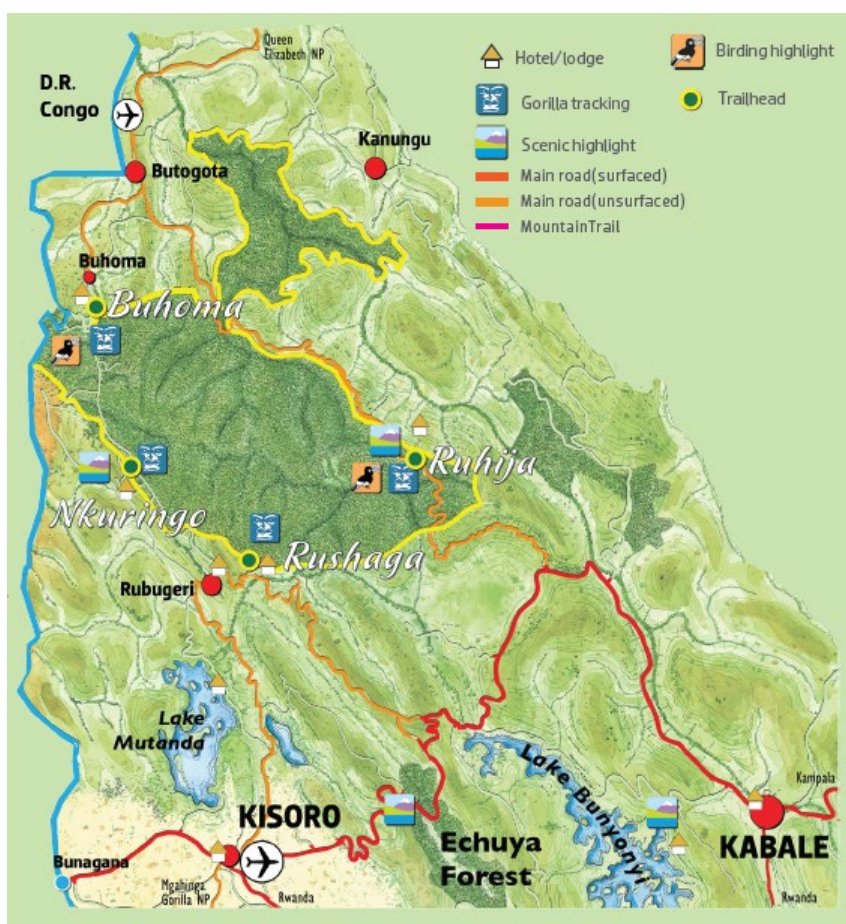 Queen
Elizabeth NP
D.R.
Congo
Hotel/lodge
Birding highlight
Gorilla tracking
Trailhead
Kanungu
Scenic highlight
Butogota
Main road(surfaced)
Main road(unsurfaced)
MountainTrail
Buhoma
Buhoma
Ruhija
Nkuringo
Rushaga
Rubugeri
Lake
Mutanda
Lake Bunyonyi
Kampala
KISORO
Echuya
Forest
KABALE
Bunagana
Mgahinga
Gorilla NP
Rwanda
Rwanda